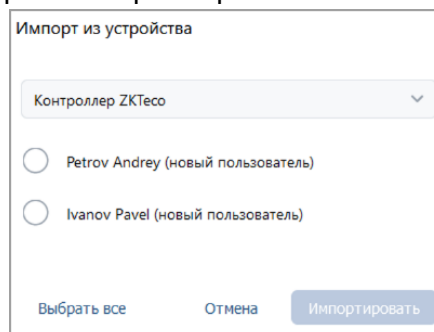 Импорт из устройства
Контроллер ZKTeco
Petrov Andrey (новый пользователь)
Ivanov Pavel (новый пользователь)
Выбрать все Отмена Импортировать